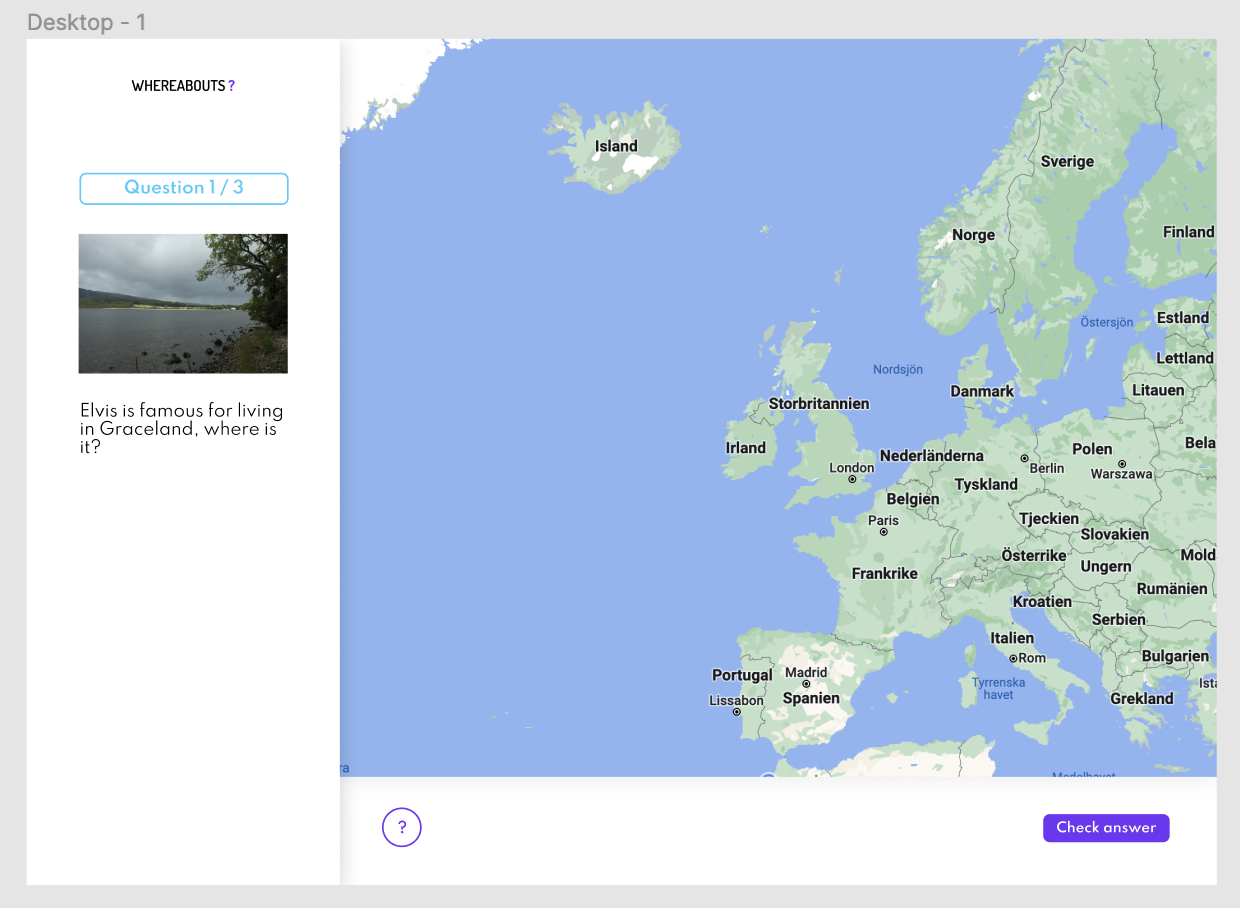 Desktop - 1
WHEREABOUTS ?
Question 1 / 3
Elvis is famous for living
in Graceland, where is
it?
Island
Sverige
Norge
Finland
Östersjön
Estland
Lettland
Nordsjön
Danmark
Litauen
Storbritannien
Irland
Nederländerna
Polen
Bela
London
Berlin
Warszawa
Tyskland
Belgien
Paris
Tjeckien
Slovakien
Österrike
Mold
Ungern
Frankrike
Rumänien
Kroatien
Serbien
Italien
Rom
Bulgarien
Portugal
Madrid
Tyrrenska
havet
Ista
Lissabon
Spanien
Grekland
ra
Medelhavet
?
Check answer